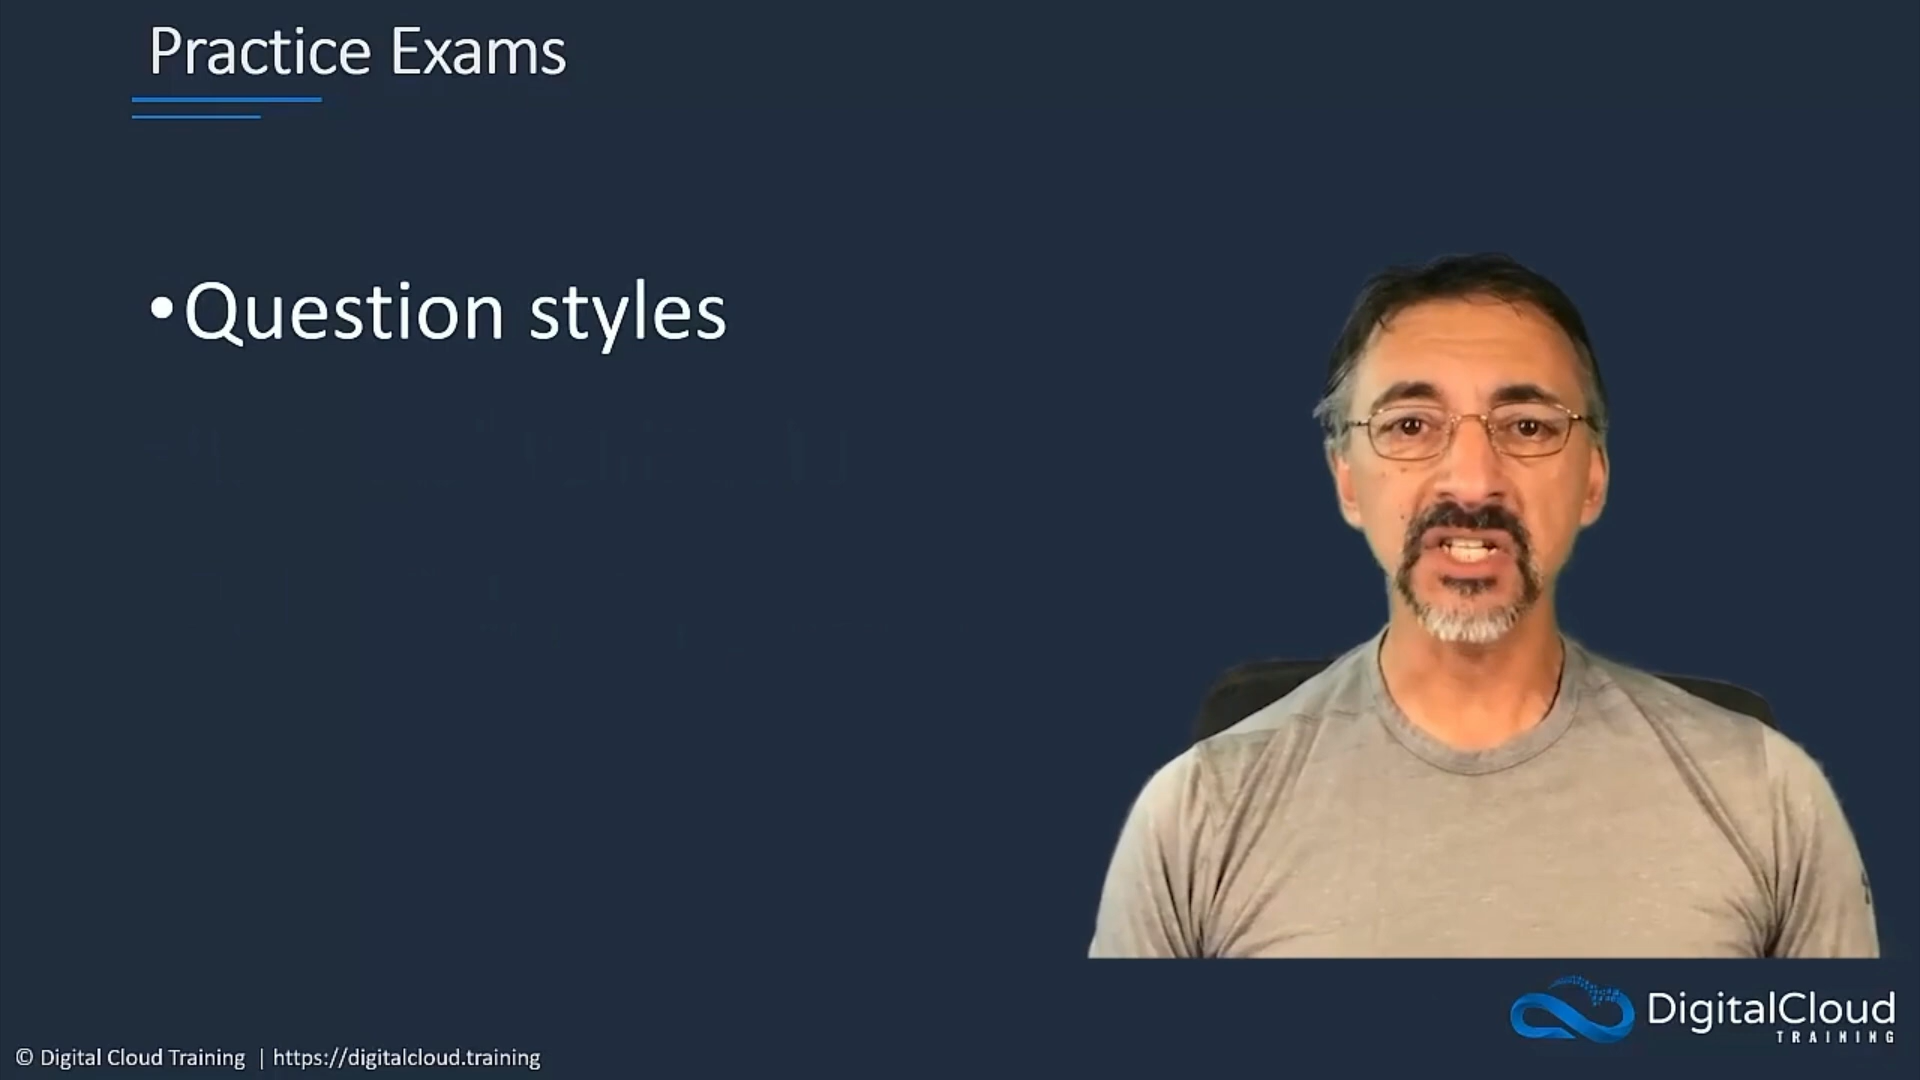 Practice Exams
•Question styles
DigitalCloud
TRAINING
© Digital Cloud Training | https://digitalcloud.training